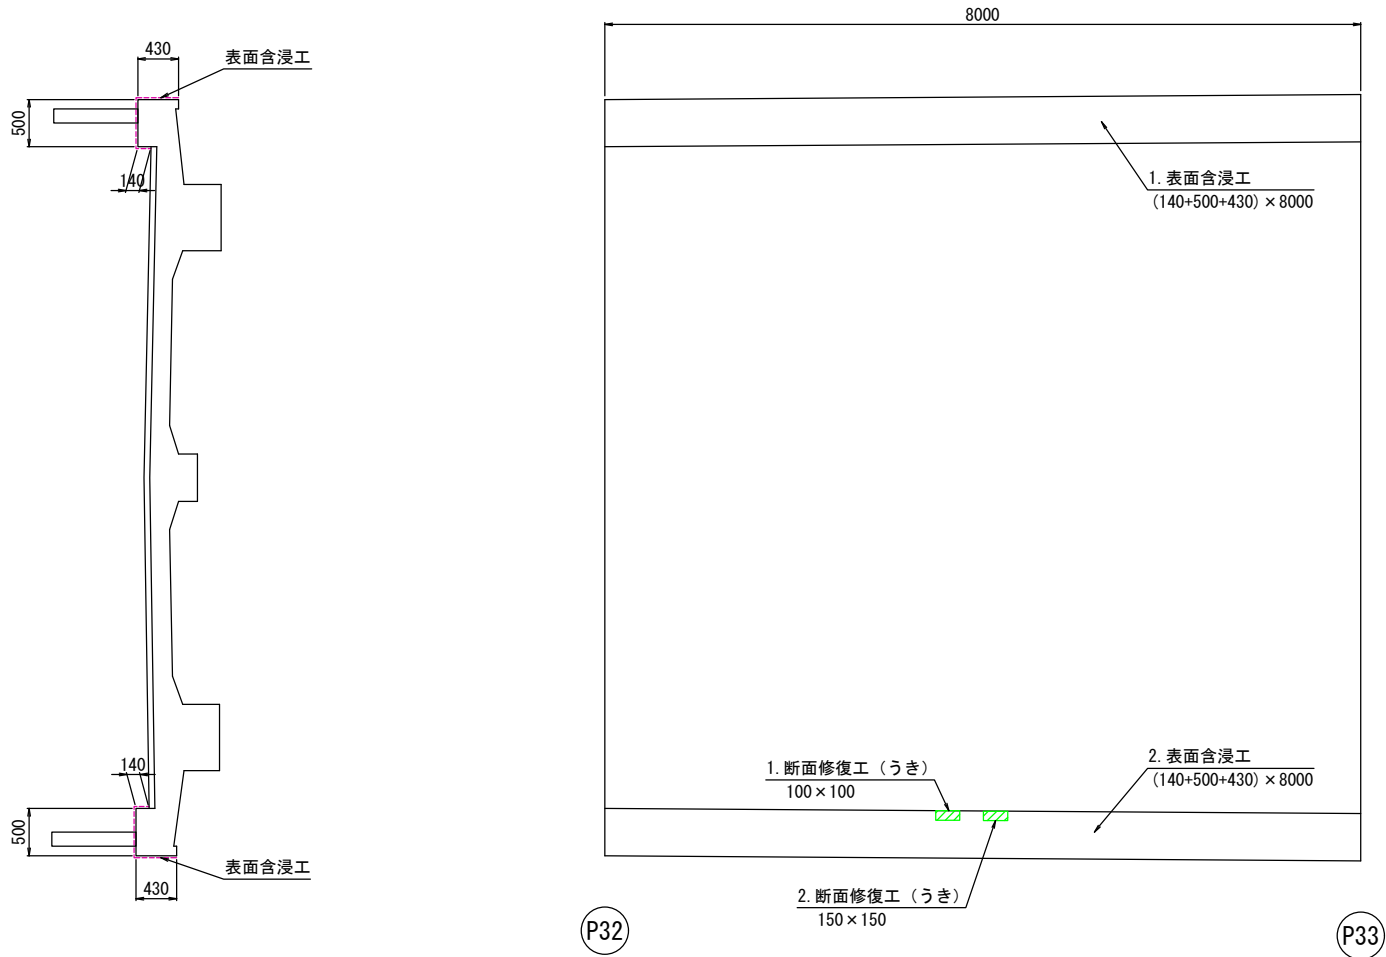 8000
430
表面含浸工
500
140
1. 表面含浸工
(140+500+430) × 8000
140
1. 断面修復工 (うき)
100 × 100
2. 表面含浸工
(140+500+430) × 8000
500
表面含浸工
430
2. 断面修復工 (うき)
150 × 150
P32
P33